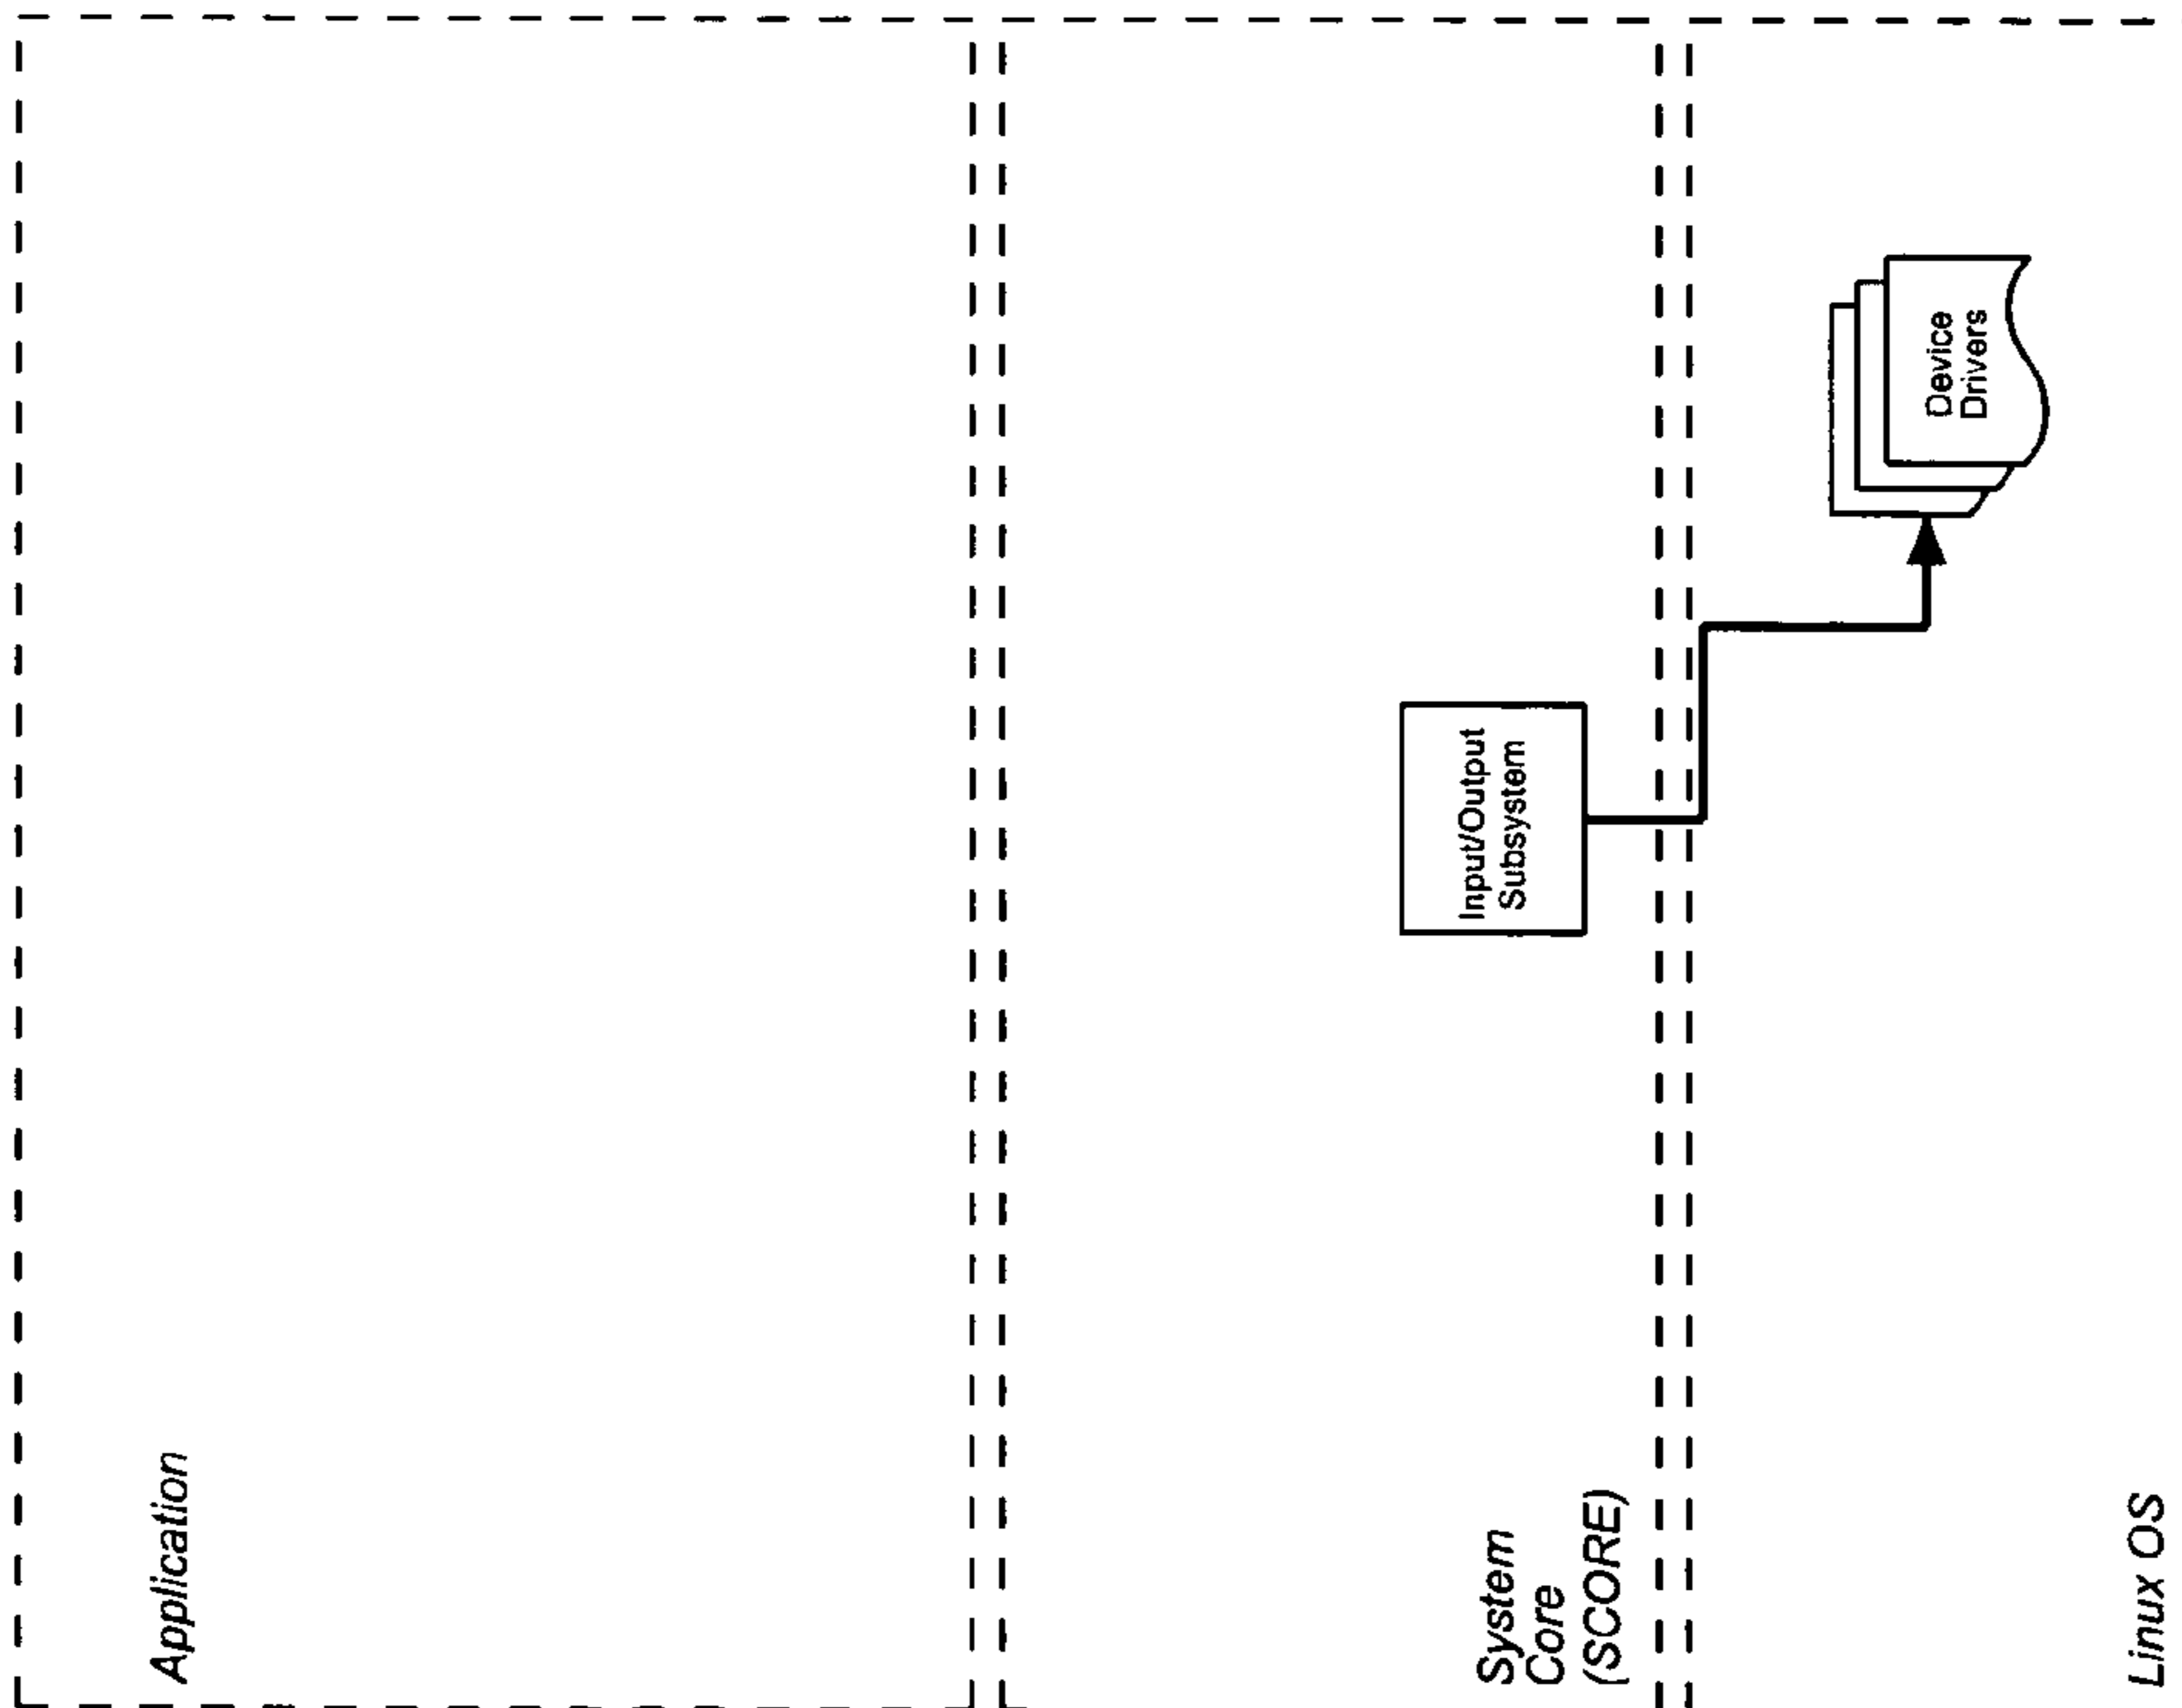 Application
Input/Output
Subsystem
System
Core
(SCORE)
Device
Drivers
Linux OS